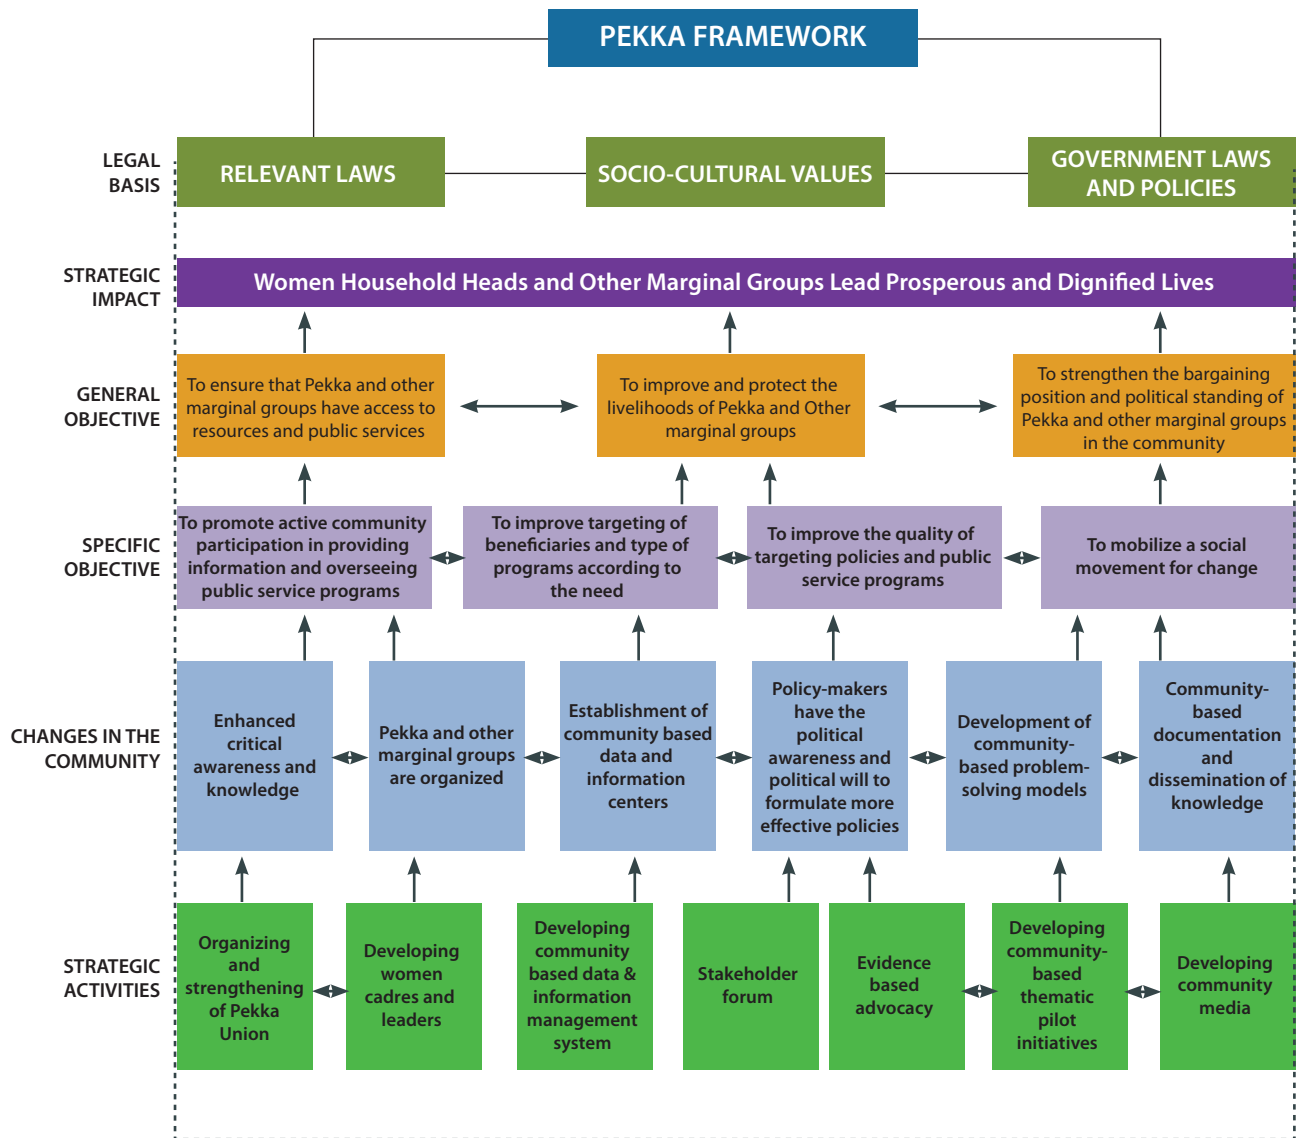 PEKKA FRAMEWORK
LEGAL
BASIS
RELEVANT LAWS
SOCIO-CULTURAL VALUES
GOVERNMENT LAWS
AND POLICIES
STRATEGIC
IMPACT
Women Household Heads and Other Marginal Groups Lead Prosperous and Dignified Lives
GENERAL
OBJECTIVE
To ensure that Pekka and other
marginal groups have access to
resources and public services
To improve and protect the
livelihoods of Pekka and Other
marginal groups
To strengthen the bargaining
position and political standing of
Pekka and other marginal groups
in the community
SPECIFIC
OBJECTIVE
To promote active community
participation in providing
information and overseeing
public service programs
To improve targeting of
beneficiaries and type of
programs according to
the need
To improve the quality of
targeting policies and public
service programs
To mobilize a social
movement for change
CHANGES IN THE
COMMUNITY
Enhanced
critical
awareness and
knowledge
Pekka and other
marginal groups
are organized
Establishment of
community based
data and
information
centers
Policy-makers
have the
political
awareness and
political will to
formulate more
effective policies
Development of
community-
based problem-
solving models
Community-
based
documentation
and
dissemination of
knowledge
STRATEGIC
ACTIVITIES
Organizing
and
strengthening
of Pekka
Union
Developing
women
cadres and
leaders
Developing
community
based data &
information
management
system
Stakeholder
forum
Evidence
based
advocacy
Developing
community-
based
thematic
pilot
initiatives
Developing
community
media